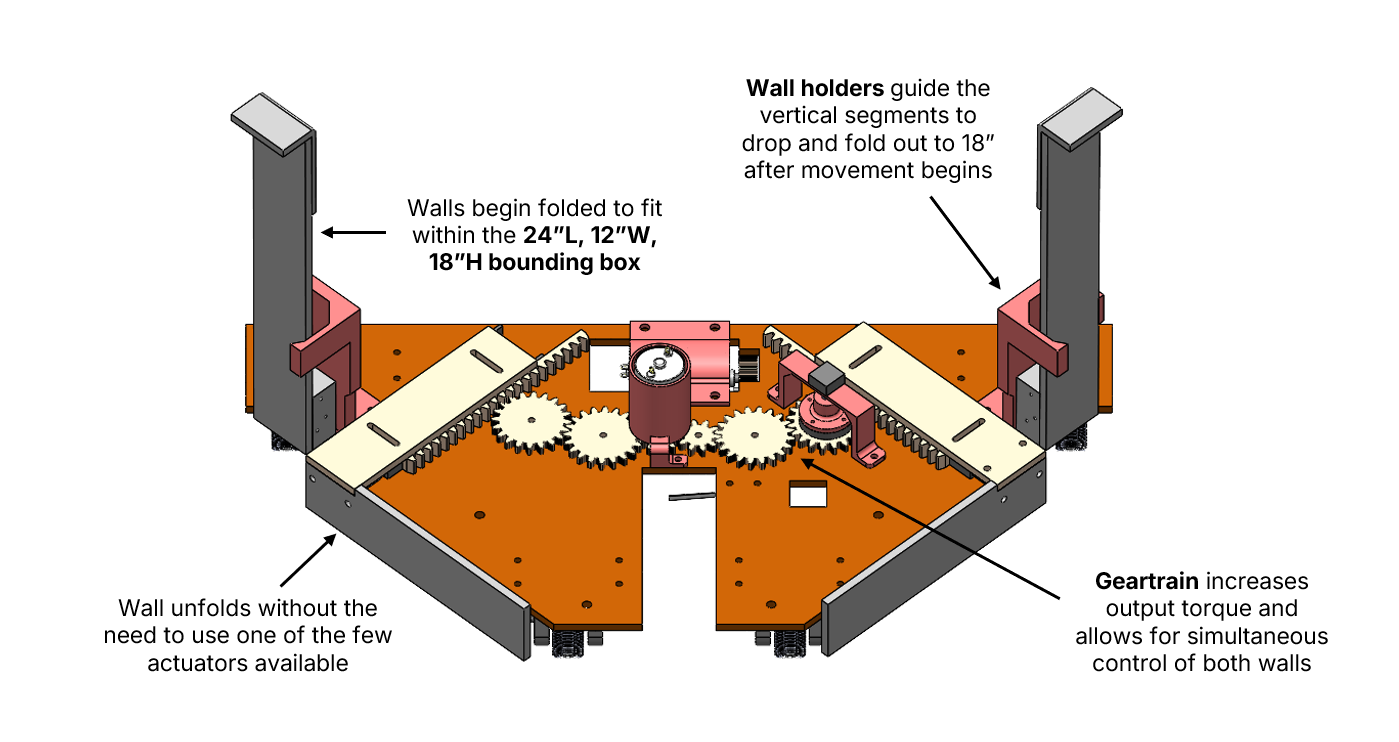 Wall holders guide the
vertical segments to
drop and fold out to 18”
after movement begins
Walls begin folded to fit
within the 24”L, 12”W,
18”H bounding box
Wall unfolds without the
need to use one of the few
actuators available
Geartrain increases
output torque and
allows for simultaneous
control of both walls